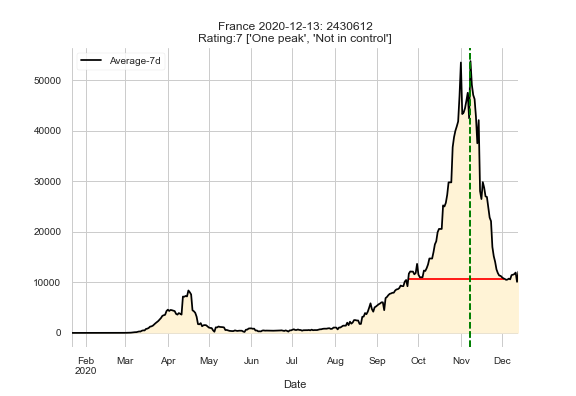 France 2020-12-13: 2430612
Rating:7 ['One peak', 'Not in control']
Average-7d
50000
40000
30000
20000
10000
0
Feb Mar Apr May Jun Jul Aug Sep Oct Nov Dec
2020
Date